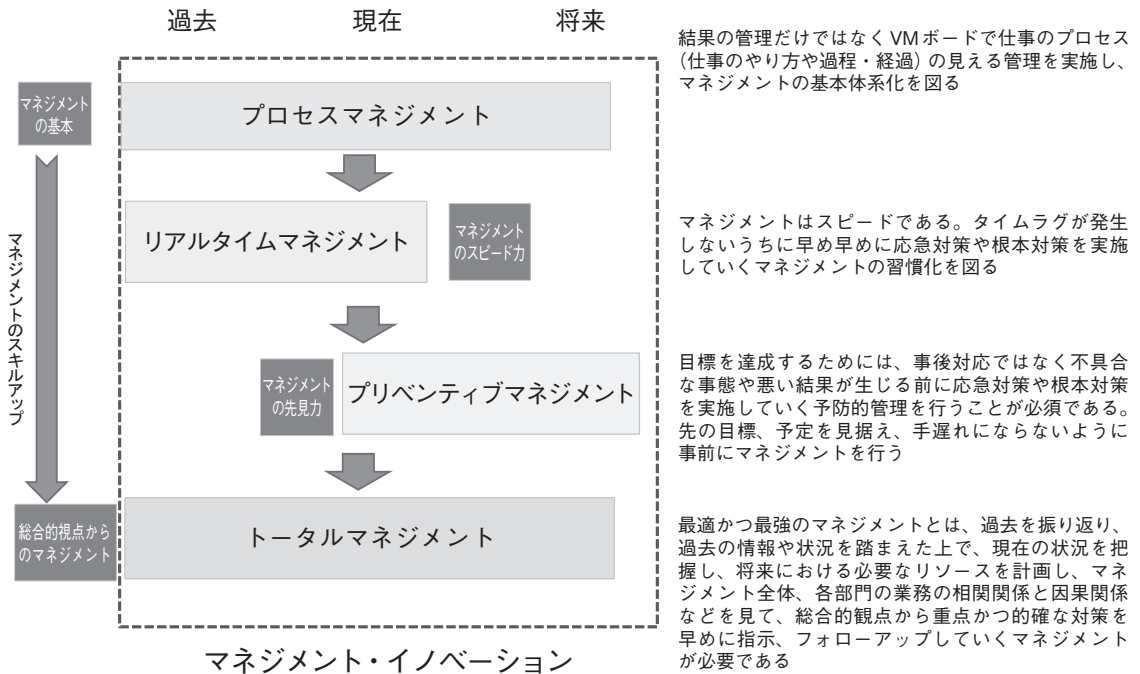 過去
現在
将来
マネジメント
の基本
プロセスマネジメント
結果の管理だけではなくVMボードで仕事のプロセス
(仕事のやり方や過程・経過)の見える管理を実施し、
マネジメントの基本体系化を図る
マネジメントのスキルアップ
リアルタイムマネジメント
マネジメント
のスピード力
マネジメントはスピードである。タイムラグが発生
しないうちに早め早めに応急対策や根本対策を実施
していくマネジメントの習慣化を図る
マネジメント
の先見力
プリベンティブマネジメント
目標を達成するためには、事後対応ではなく不具合
な事態や悪い結果が生じる前に応急対策や根本対策
を実施していく予防的管理を行うことが必須である。
先の目標、予定を見据え、手遅れにならないように
事前にマネジメントを行う
総合的視点から
のマネジメント
トータルマネジメント
最適かつ最強のマネジメントとは、過去を振り返り、
過去の情報や状況を踏まえた上で、現在の状況を把
握し、将来における必要なリソースを計画し、マネ
ジメント全体、各部門の業務の相関関係と因果関係
などを見て、総合的観点から重点かつ的確な対策を
早めに指示、フォローアップしていくマネジメント
が必要である
マネジメント・イノベーション